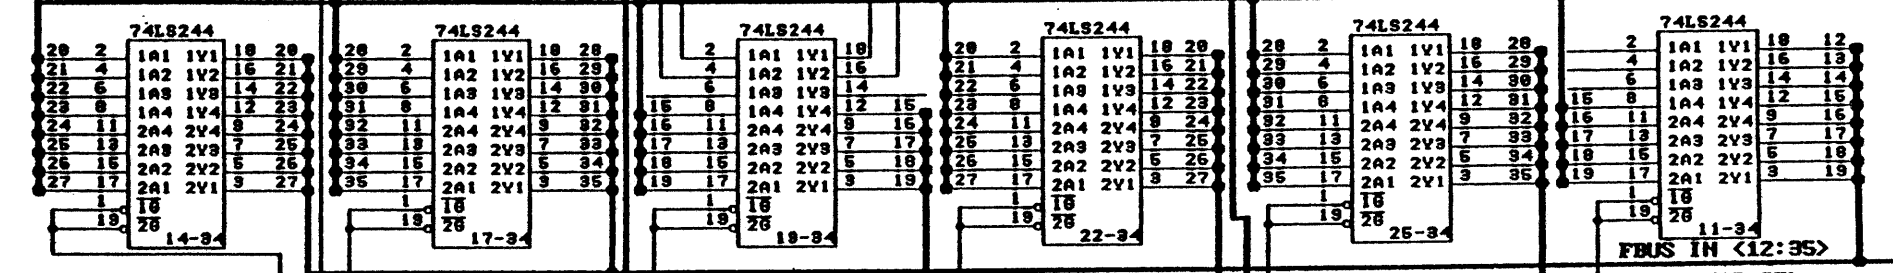 74LS244 74LS244 74LS244 74LS244 74LS244 74LS244
20 2 1A1 1Y1 18 20
21 4 1A2 1Y2 16 21
22 6 1A3 1Y3 14 22
23 8 1A4 1Y4 12 23
24 11 2A4 2Y4 9 24
25 13 2A3 2Y3 7 25
26 15 2A2 2Y2 5 26
27 17 2A1 2Y1 3 27
1 1G
19 2G
14-34
28 2 1A1 1Y1 18 28
29 4 1A2 1Y2 16 29
30 6 1A3 1Y3 14 30
31 8 1A4 1Y4 12 31
32 11 2A4 2Y4 9 32
33 13 2A3 2Y3 7 33
34 15 2A2 2Y2 5 34
35 17 2A1 2Y1 3 35
1 1G
19 2G
17-34
2 1A1 1Y1 18
4 1A2 1Y2 16
6 1A3 1Y3 14
15 8 1A4 1Y4 12 15
16 11 2A4 2Y4 9 16
17 13 2A3 2Y3 7 17
18 15 2A2 2Y2 5 18
19 17 2A1 2Y1 3 19
1 1G
19 2G
19-34
20 2 1A1 1Y1 18 20
21 4 1A2 1Y2 16 21
22 6 1A3 1Y3 14 22
23 8 1A4 1Y4 12 23
24 11 2A4 2Y4 9 24
25 13 2A3 2Y3 7 25
26 15 2A2 2Y2 5 26
27 17 2A1 2Y1 3 27
1 1G
19 2G
22-34
28 2 1A1 1Y1 18 28
29 4 1A2 1Y2 16 29
30 6 1A3 1Y3 14 30
31 8 1A4 1Y4 12 31
32 11 2A4 2Y4 9 32
33 13 2A3 2Y3 7 33
34 15 2A2 2Y2 5 34
35 17 2A1 2Y1 3 35
1 1G
19 2G
25-34
2 1A1 1Y1 18 12
4 1A2 1Y2 16 13
6 1A3 1Y3 14 14
15 8 1A4 1Y4 12 15
16 11 2A4 2Y4 9 16
17 13 2A3 2Y3 7 17
18 15 2A2 2Y2 5 18
19 17 2A1 2Y1 3 19
1 1G
19 2G
11-34
FBUS IN <12:35>